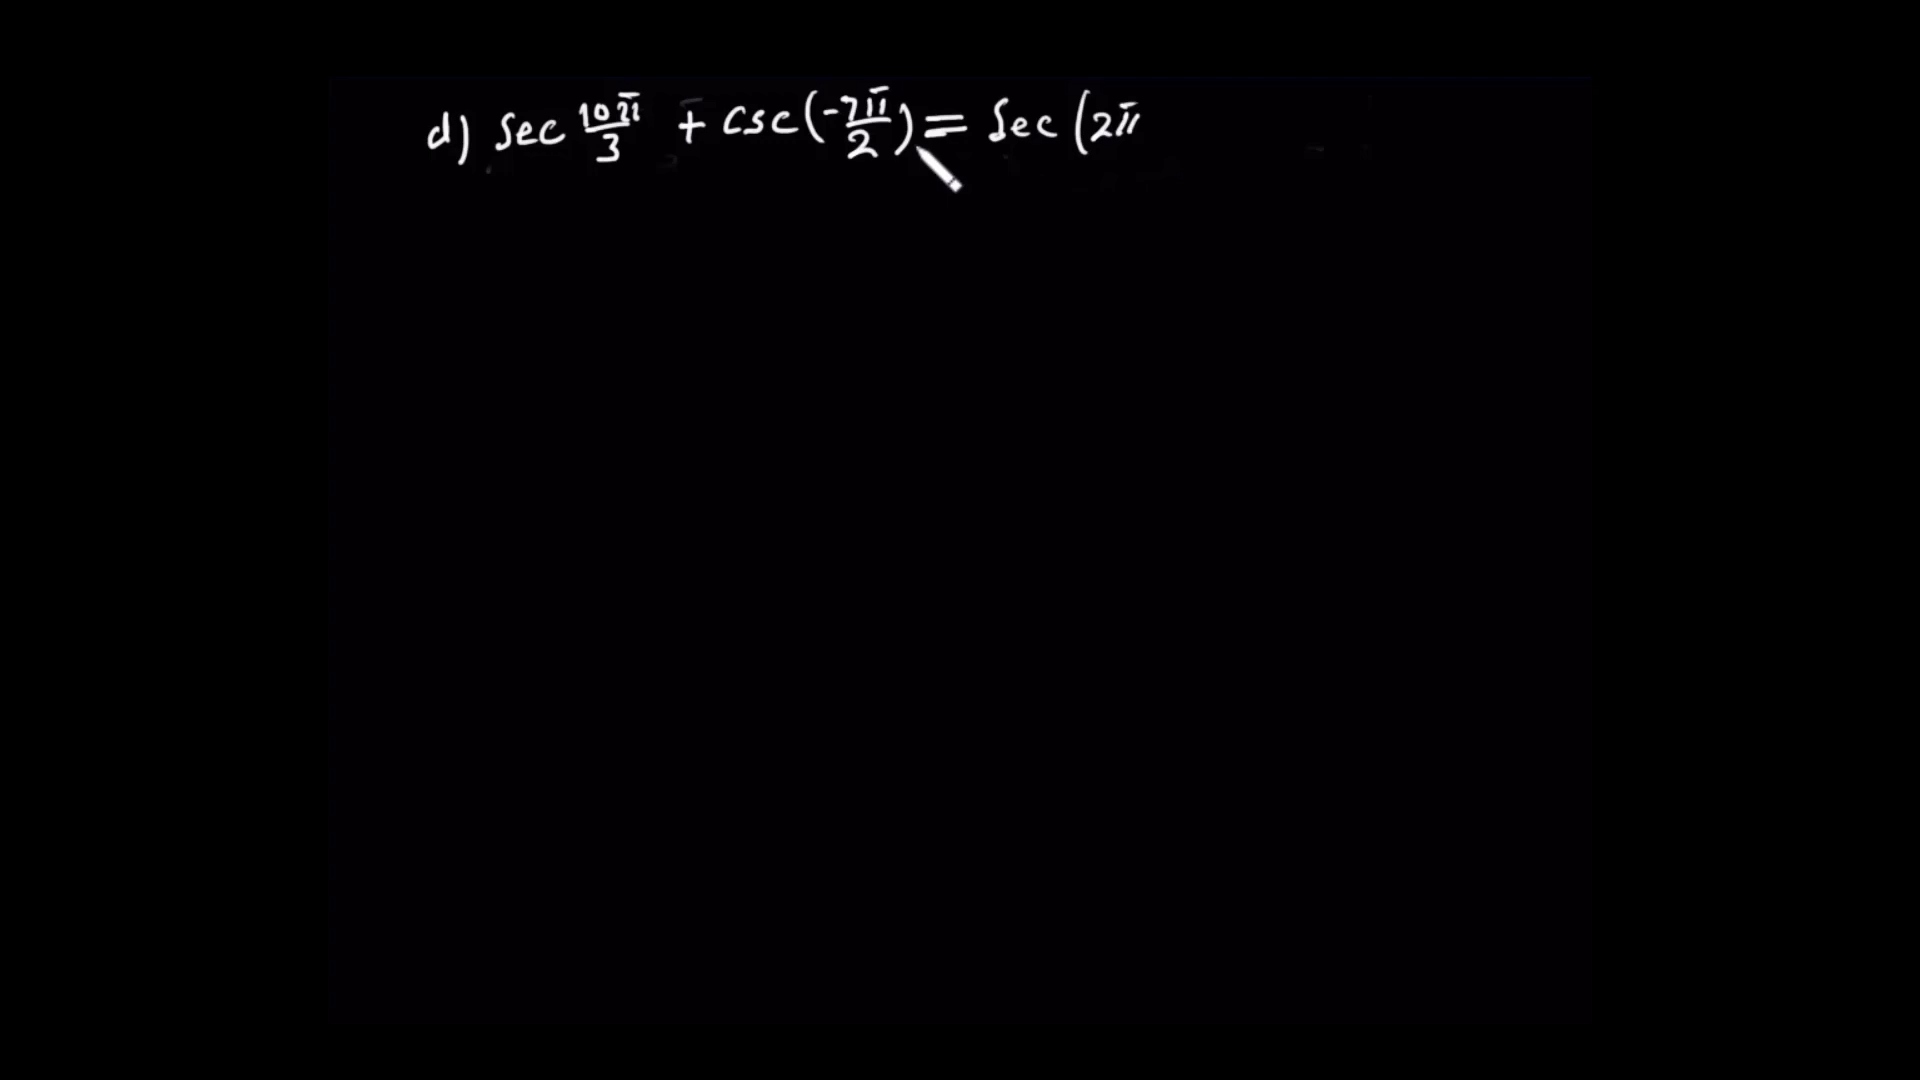 d) Sec 10π/3 + csc(-7π/2) = Sec (2π